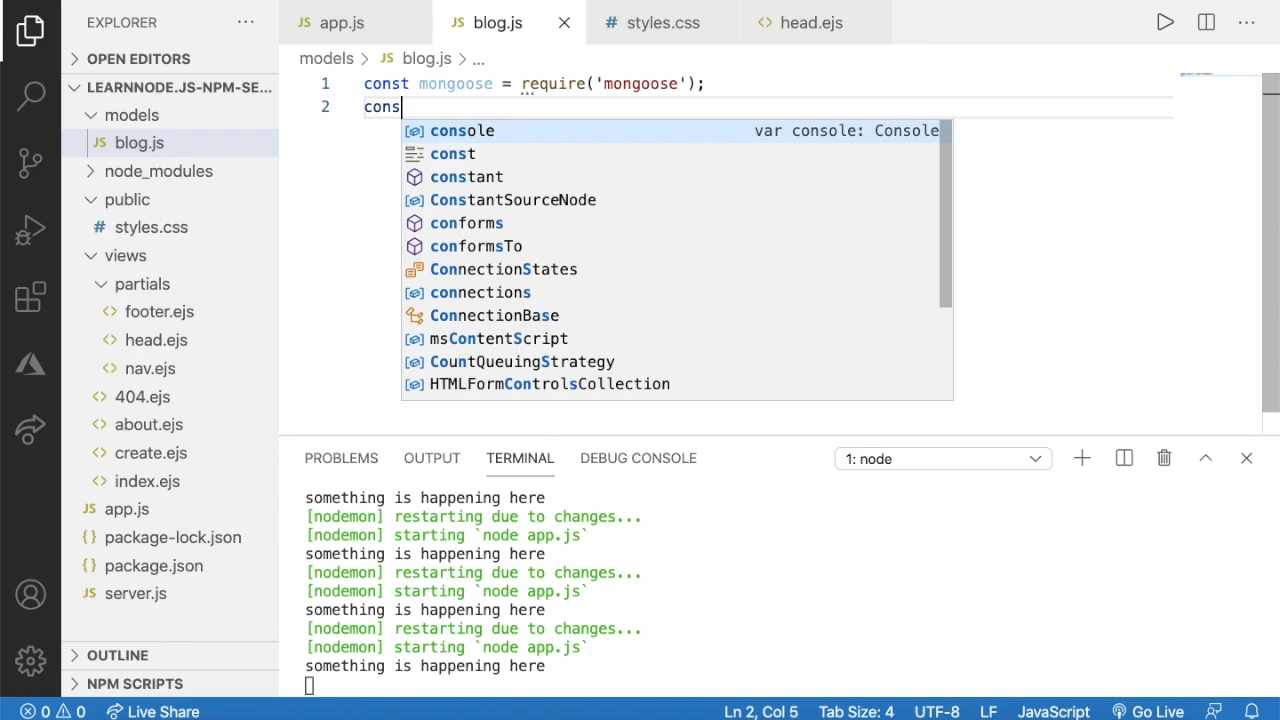 EXPLORER
OPEN EDITORS
LEARNNODE.JS-NPM-SE...
models
JS blog.js
node_modules
public
# styles.css
views
partials
<> footer.ejs
<> head.ejs
<> nav.ejs
<> 404.ejs
<> about.ejs
<> create.ejs
<> index.ejs
JS app.js
{} package-lock.json
{} package.json
JS server.js
OUTLINE
NPM SCRIPTS
JS app.js
JS blog.js
# styles.css
<> head.ejs
models > JS blog.js > ...
1 const mongoose = require('mongoose');
2 cons
console var console: Console
const
constant
ConstantSourceNode
conforms
conformsTo
ConnectionStates
connections
ConnectionBase
msContentScript
CountQueuingStrategy
HTMLFormControlsCollection
PROBLEMS OUTPUT TERMINAL DEBUG CONSOLE 1: node
something is happening here
[nodemon] restarting due to changes...
[nodemon] starting `node app.js`
something is happening here
[nodemon] restarting due to changes...
[nodemon] starting `node app.js`
something is happening here
[nodemon] restarting due to changes...
[nodemon] starting `node app.js`
something is happening here
0 0 Live Share Ln 2, Col 5 Tab Size: 4 UTF-8 LF JavaScript Go Live